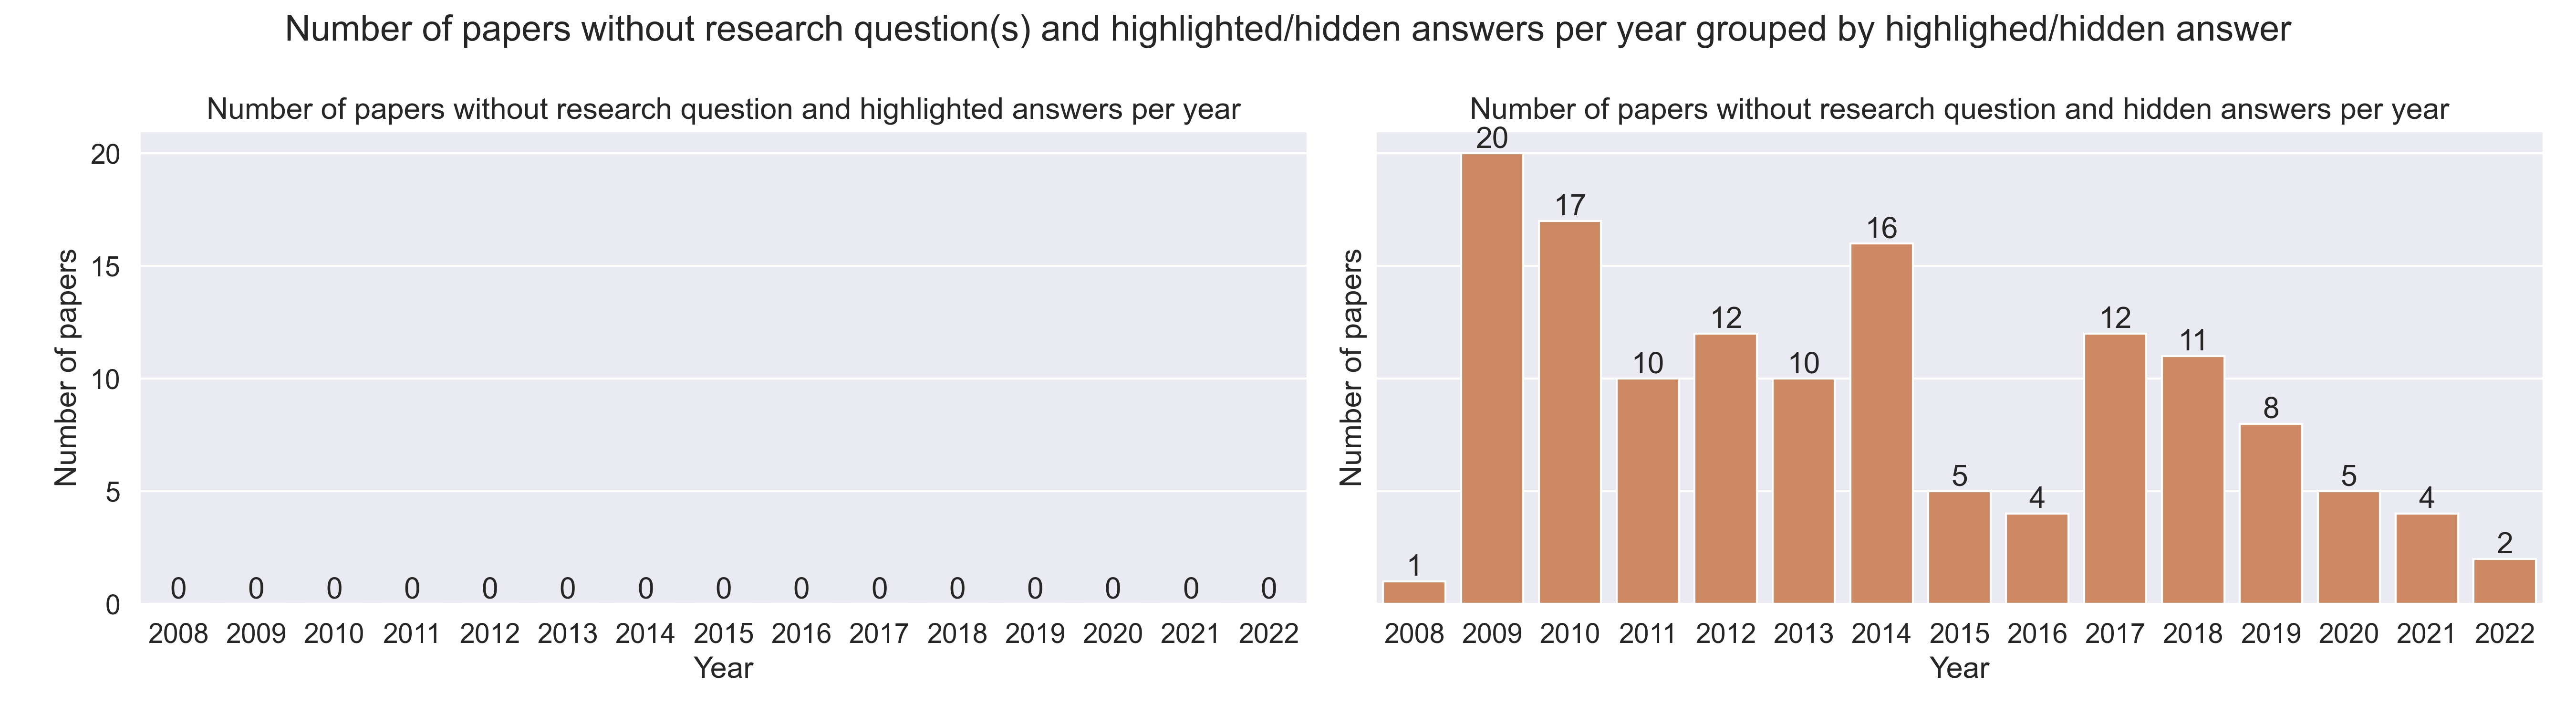 Number of papers without research question(s) and highlighted/hidden answers per year grouped by highlighed/hidden answer
Number of papers without research question and highlighted answers per year
Number of papers
20
15
10
5
0
0 0 0 0 0 0 0 0 0 0 0 0 0 0 0
2008 2009 2010 2011 2012 2013 2014 2015 2016 2017 2018 2019 2020 2021 2022
Year
Number of papers without research question and hidden answers per year
Number of papers
1 20 17 10 12 10 16 5 4 12 11 8 5 4 2
2008 2009 2010 2011 2012 2013 2014 2015 2016 2017 2018 2019 2020 2021 2022
Year